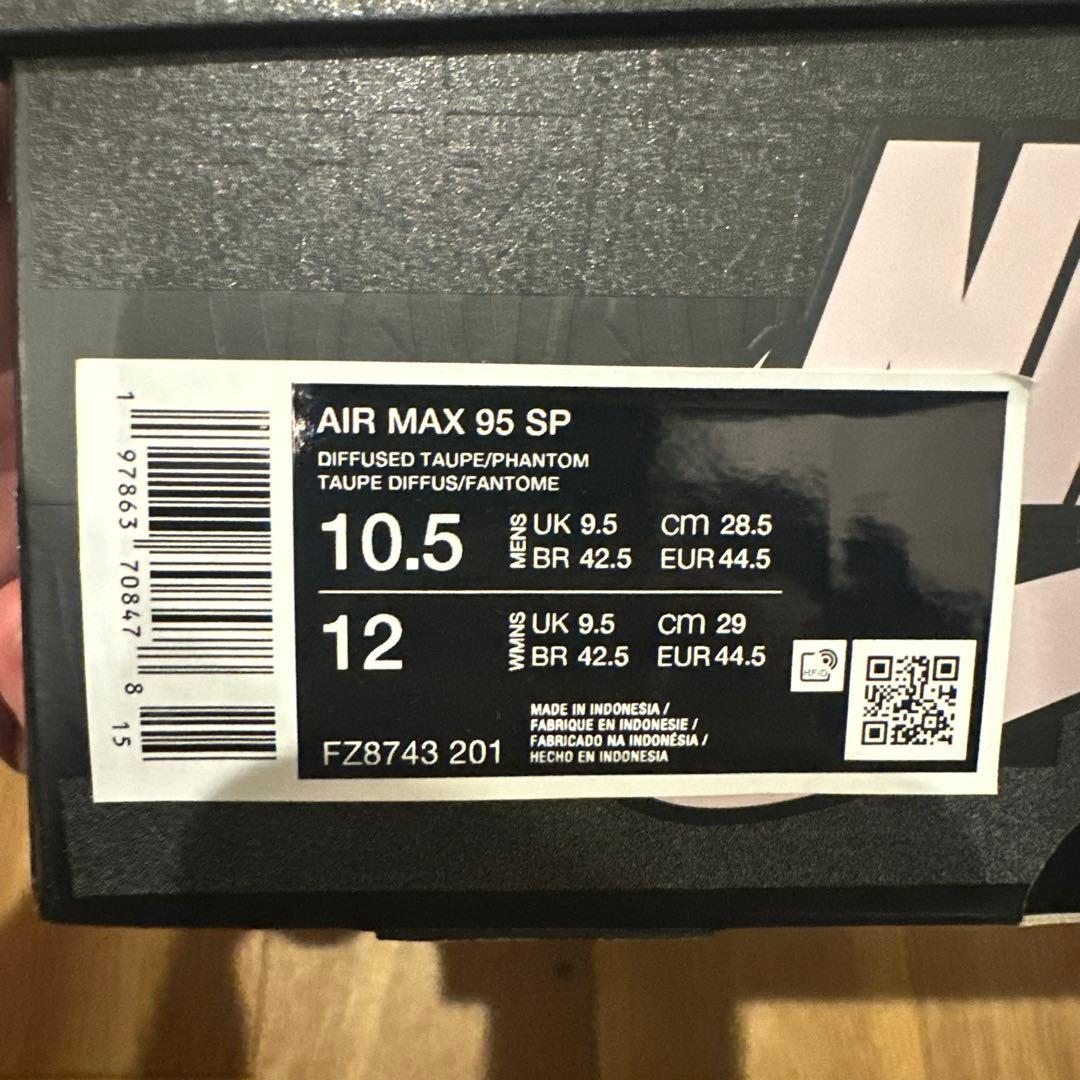 AIR MAX 95 SP
DIFFUSED TAUPE/PHANTOM
TAUPE DIFFUS/FANTOME
10.5 MENS UK 9.5 cm 28.5
BR 42.5 EUR 44.5
12 WMNS UK 9.5 cm 29
BR 42.5 EUR 44.5
MADE IN INDONESIA /
FABRIQUE EN INDONESIE /
FABRICADO NA INDONÉSIA /
HECHO EN INDONESIA
FZ8743 201
1 97863 70847 8 15